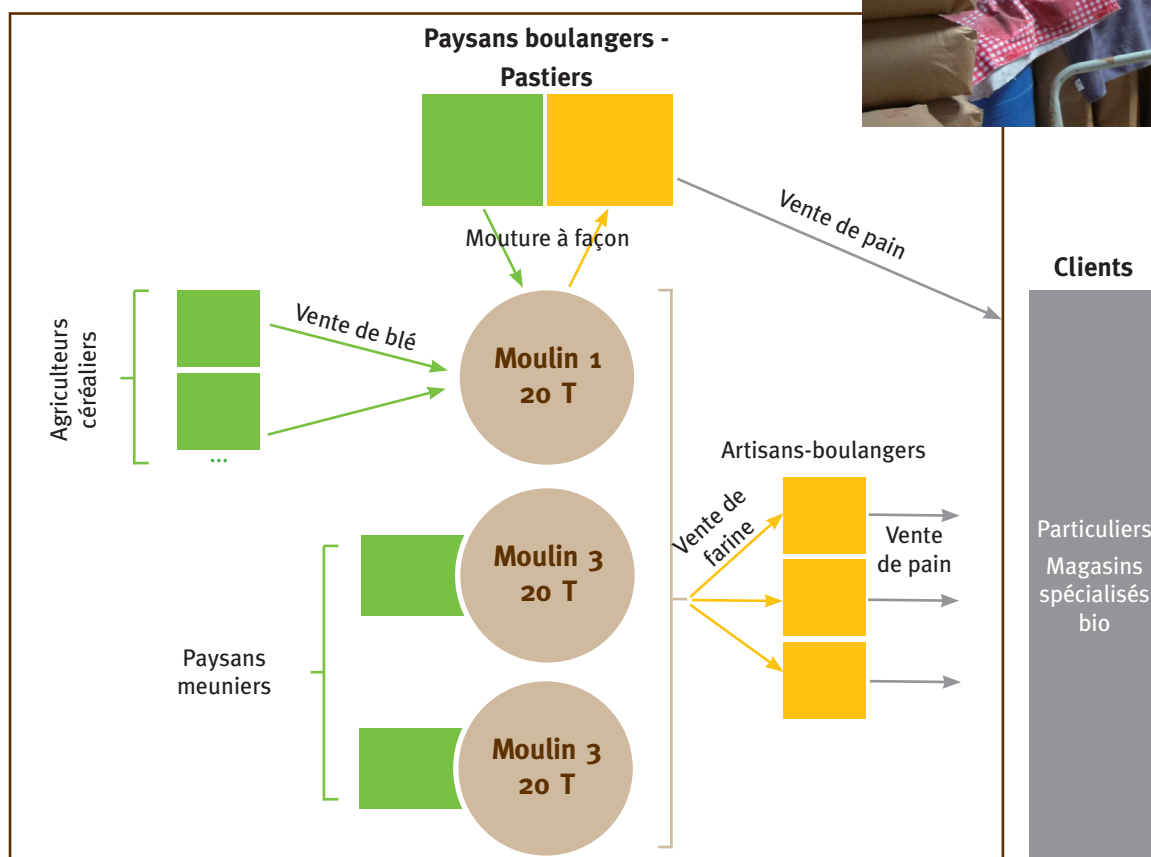 Paysans boulangers -
Pastiers
Mouture à façon
Vente de pain
Clients
Agriculteurs
céréaliers
...
Vente de blé
Moulin 1
20 T
Artisans-boulangers
Vente de
farine
Vente
de pain
Moulin 3
20 T
Paysans
meuniers
Moulin 3
20 T
Particuliers
Magasins
spécialisés
bio